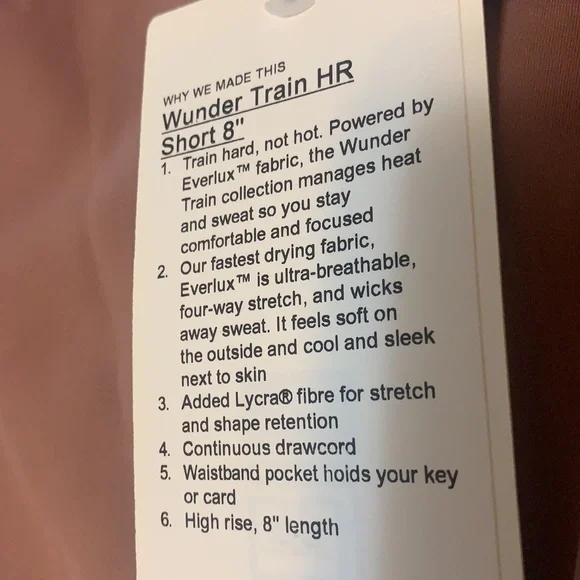 WHY WE MADE THIS
Wunder Train HR
Short 8"
1. Train hard, not hot. Powered by
Everlux™ fabric, the Wunder
Train collection manages heat
and sweat so you stay
comfortable and focused
2. Our fastest drying fabric,
Everlux™ is ultra-breathable,
four-way stretch, and wicks
away sweat. It feels soft on
the outside and cool and sleek
next to skin
3. Added Lycra® fibre for stretch
and shape retention
4. Continuous drawcord
5. Waistband pocket holds your key
or card
6. High rise, 8" length